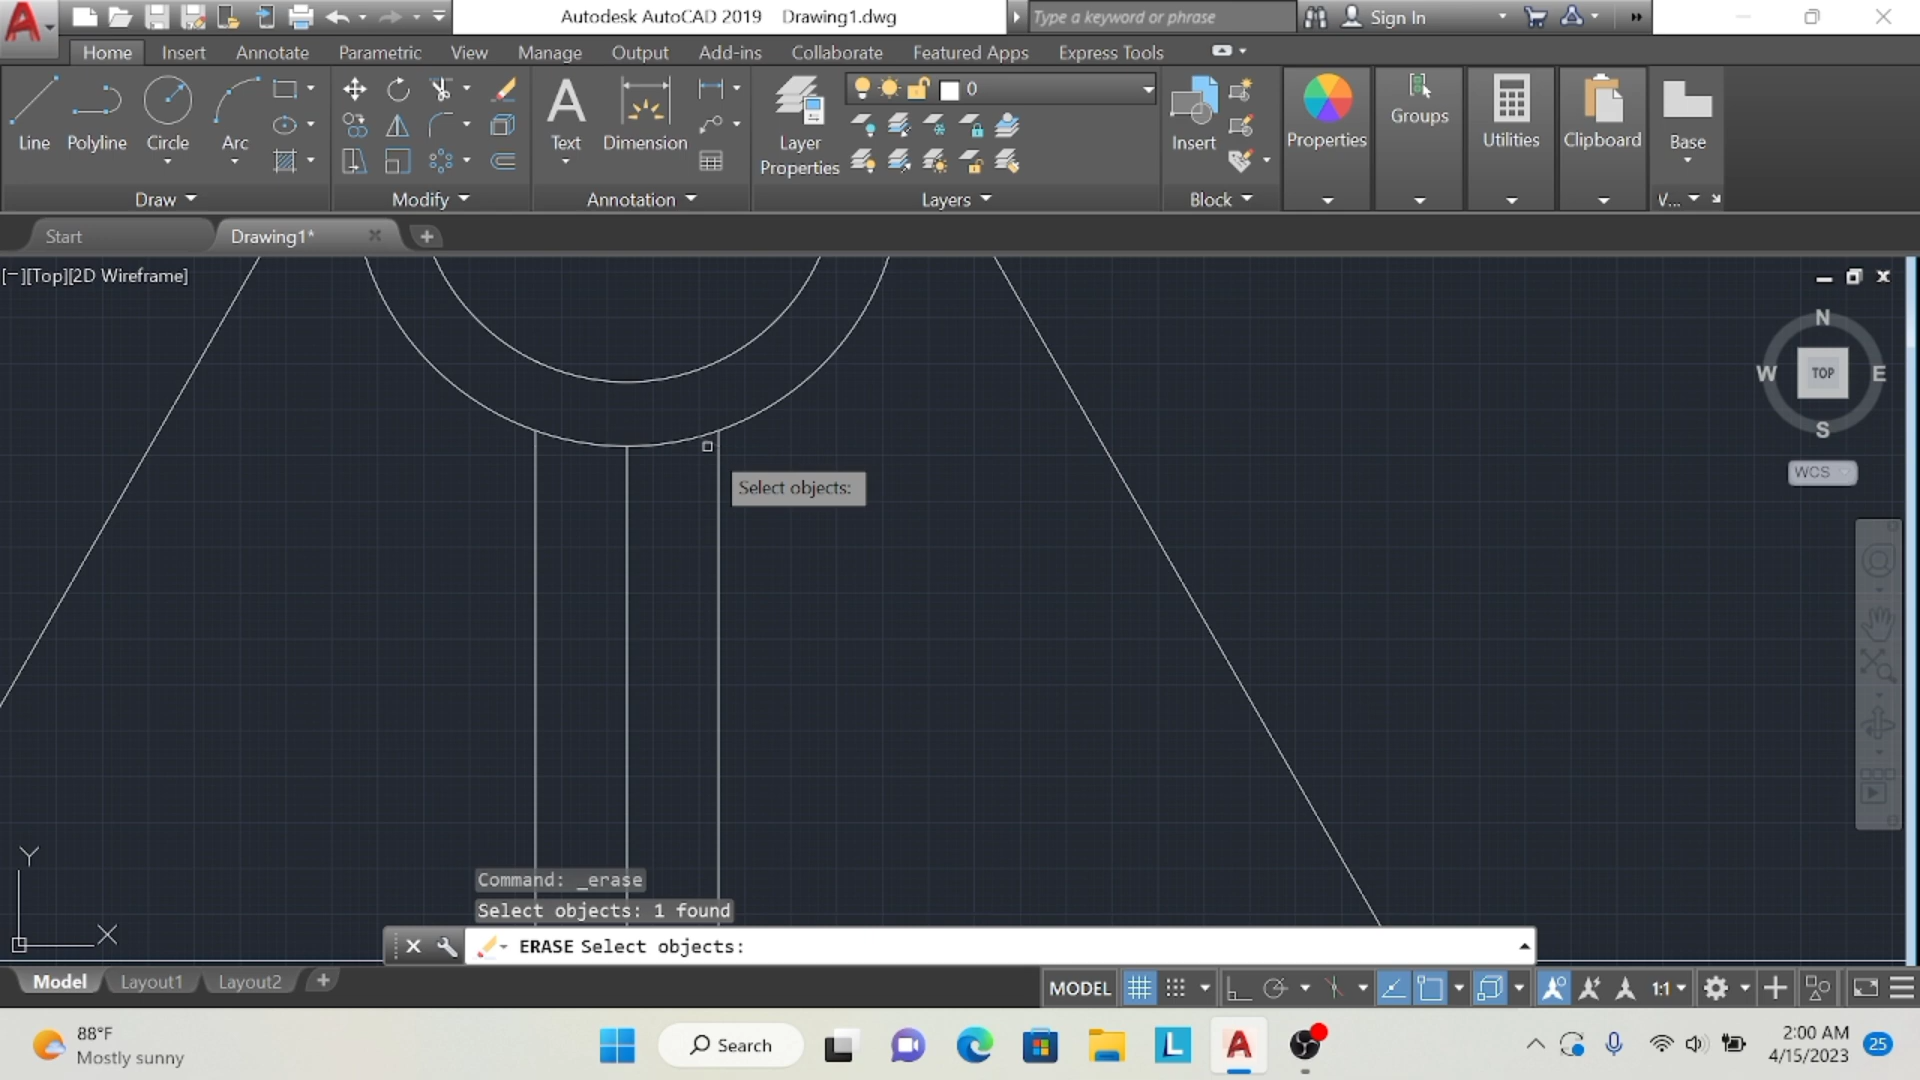 Autodesk AutoCAD 2019 Drawing1.dwg
Type a keyword or phrase
Sign In
Home Insert Annotate Parametric View Manage Output Add-ins Collaborate Featured Apps Express Tools
0
Line Polyline Circle Arc
Text Dimension
Layer
Properties
Insert
Properties
Groups
Utilities
Clipboard
Base
Draw Modify Annotation Layers Block V...
Start Drawing1*
[−][Top][2D Wireframe]
N
W TOP E
S
WCS
Select objects:
Y
X
Command: _erase
Select objects: 1 found
ERASE Select objects:
Model Layout1 Layout2
MODEL 1:1
88°F
Mostly sunny
Search
2:00 AM
4/15/2023
25